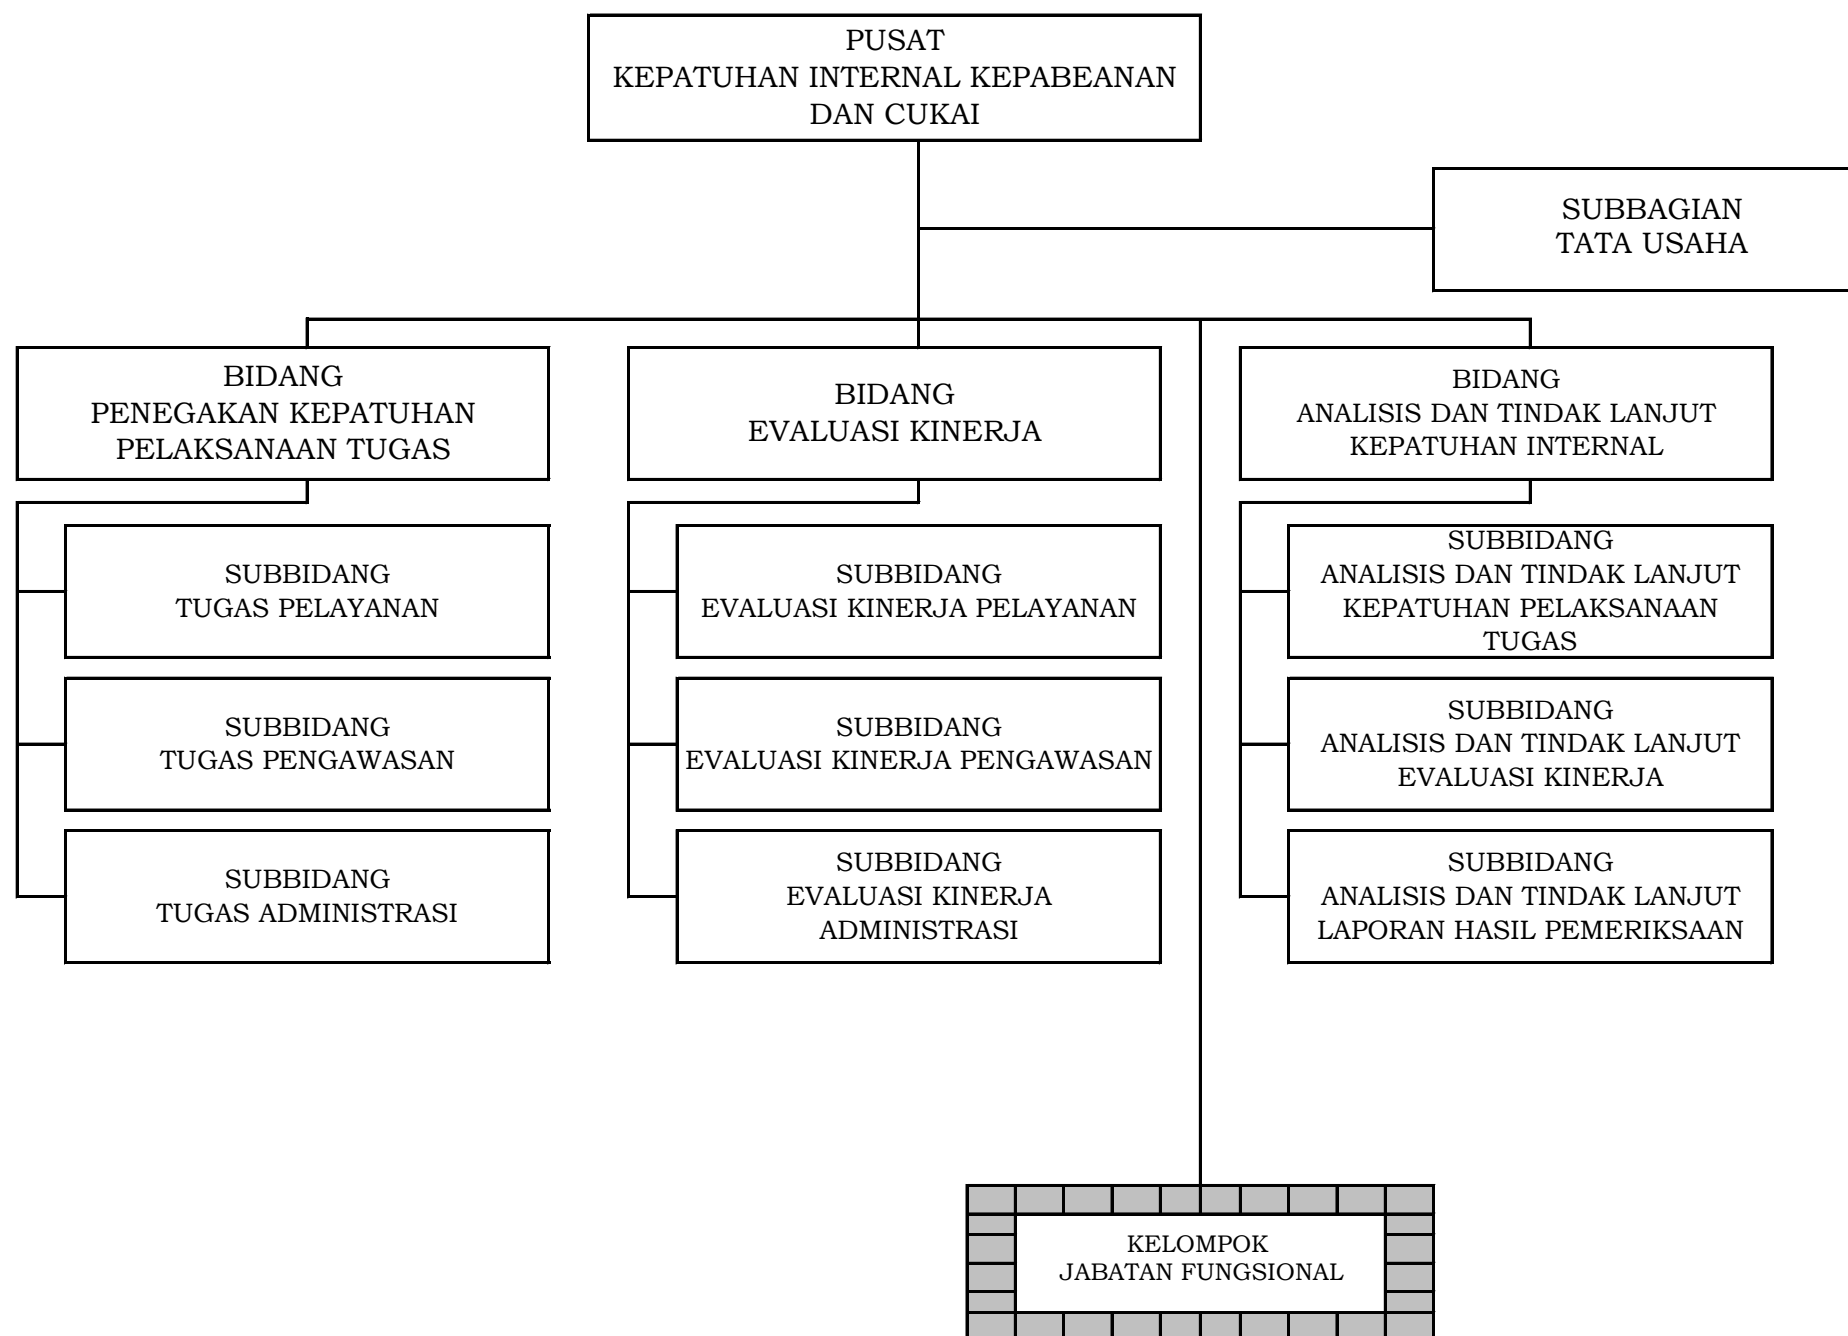 PUSAT
KEPATUHAN INTERNAL KEPABEANAN
DAN CUKAI
SUBBAGIAN
TATA USAHA
BIDANG
PENEGAKAN KEPATUHAN
PELAKSANAAN TUGAS
BIDANG
EVALUASI KINERJA
BIDANG
ANALISIS DAN TINDAK LANJUT
KEPATUHAN INTERNAL
SUBBIDANG
TUGAS PELAYANAN
SUBBIDANG
TUGAS PENGAWASAN
SUBBIDANG
TUGAS ADMINISTRASI
SUBBIDANG
EVALUASI KINERJA PELAYANAN
SUBBIDANG
EVALUASI KINERJA PENGAWASAN
SUBBIDANG
EVALUASI KINERJA
ADMINISTRASI
SUBBIDANG
ANALISIS DAN TINDAK LANJUT
KEPATUHAN PELAKSANAAN
TUGAS
SUBBIDANG
ANALISIS DAN TINDAK LANJUT
EVALUASI KINERJA
SUBBIDANG
ANALISIS DAN TINDAK LANJUT
LAPORAN HASIL PEMERIKSAAN
KELOMPOK
JABATAN FUNGSIONAL